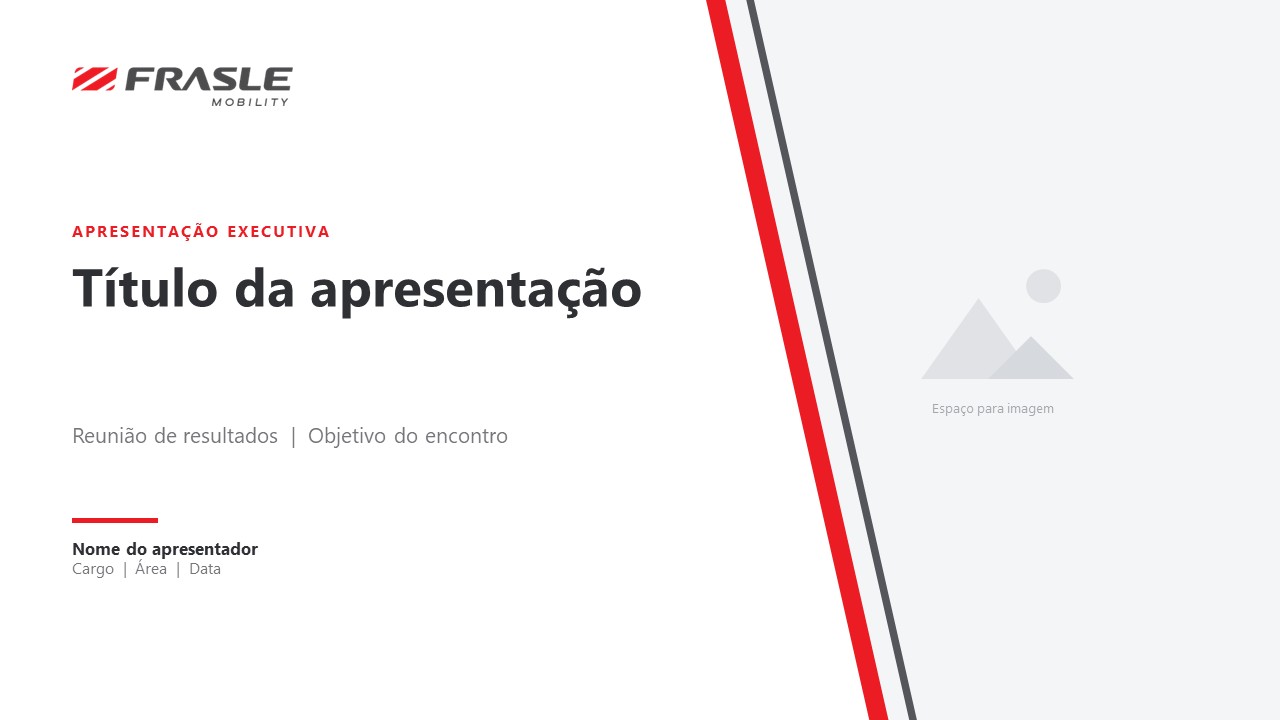 FRASLE
MOBILITY
APRESENTAÇÃO EXECUTIVA
Título da apresentação
Reunião de resultados | Objetivo do encontro
Nome do apresentador
Cargo | Área | Data
Espaço para imagem